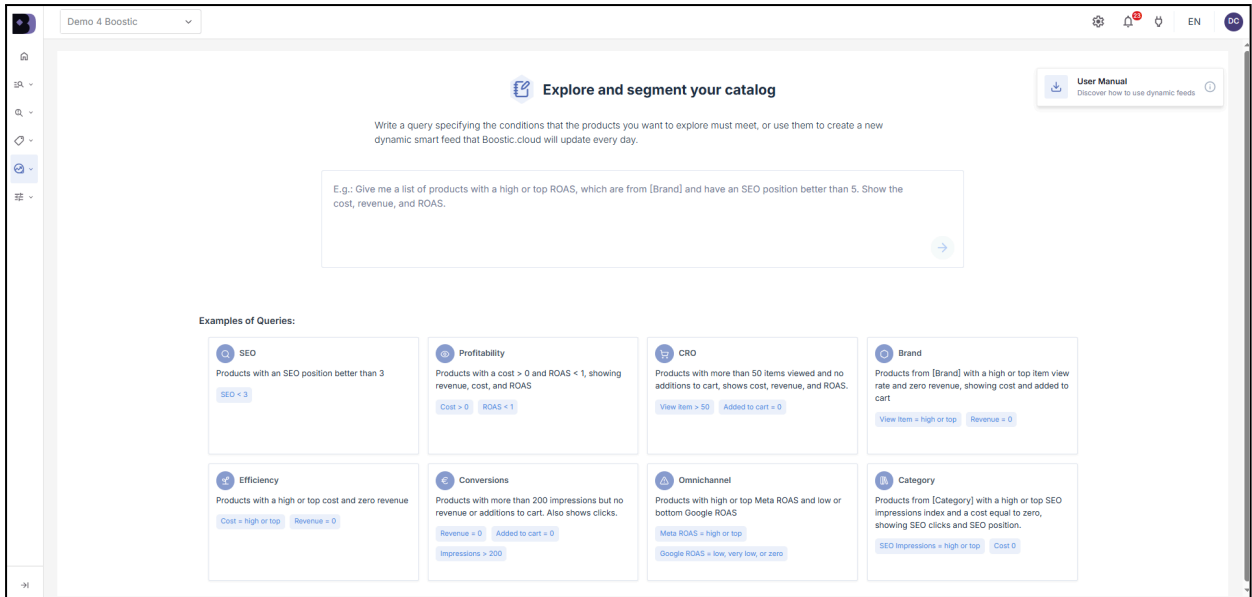 Demo 4 Boostic
23
EN
DC
Explore and segment your catalog
User Manual
Discover how to use dynamic feeds
Write a query specifying the conditions that the products you want to explore must meet, or use them to create a new
dynamic smart feed that Boostic.cloud will update every day.
E.g.: Give me a list of products with a high or top ROAS, which are from [Brand] and have an SEO position better than 5. Show the
cost, revenue, and ROAS.
Examples of Queries:
SEO
Products with an SEO position better than 3
SEO < 3
Profitability
Products with a cost > 0 and ROAS < 1, showing
revenue, cost, and ROAS
Cost > 0 ROAS < 1
CRO
Products with more than 50 items viewed and no
additions to cart, shows cost, revenue, and ROAS.
View item > 50 Added to cart = 0
Brand
Products from [Brand] with a high or top item view
rate and zero revenue, showing cost and added to
cart
View Item = high or top Revenue = 0
Efficiency
Products with a high or top cost and zero revenue
Cost = high or top Revenue = 0
Conversions
Products with more than 200 impressions but no
revenue or additions to cart. Also shows clicks.
Revenue = 0 Added to cart = 0
Impressions > 200
Omnichannel
Products with high or top Meta ROAS and low or
bottom Google ROAS
Meta ROAS = high or top
Google ROAS = low, very low, or zero
Category
Products from [Category] with a high or top SEO
impressions index and a cost equal to zero,
showing SEO clicks and SEO position.
SEO Impressions = high or top Cost 0